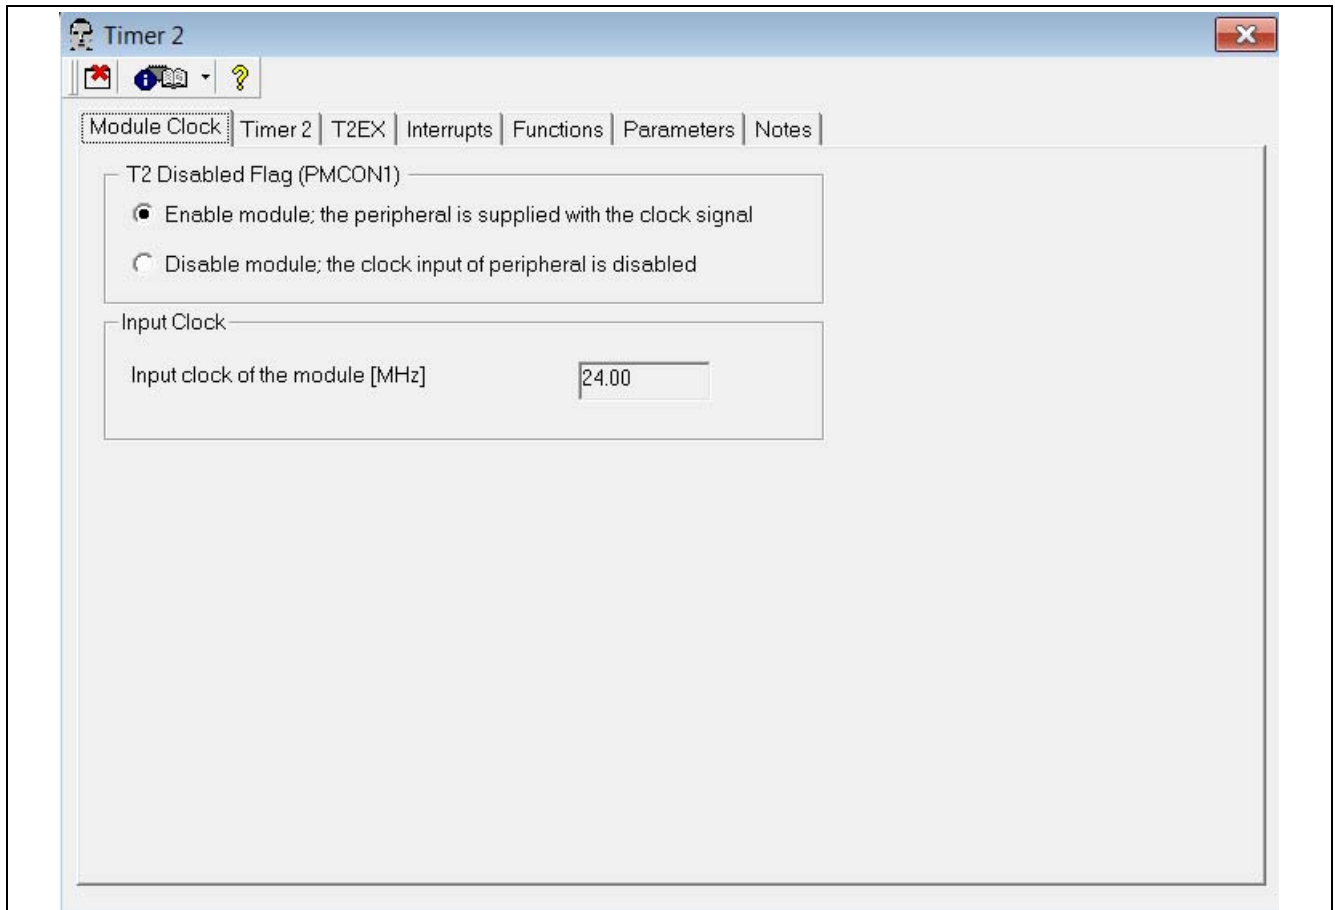 Timer 2
Module Clock Timer 2 T2EX Interrupts Functions Parameters Notes
T2 Disabled Flag (PMCON1)
Enable module; the peripheral is supplied with the clock signal
Disable module; the clock input of peripheral is disabled
Input Clock
Input clock of the module [MHz] 24.00